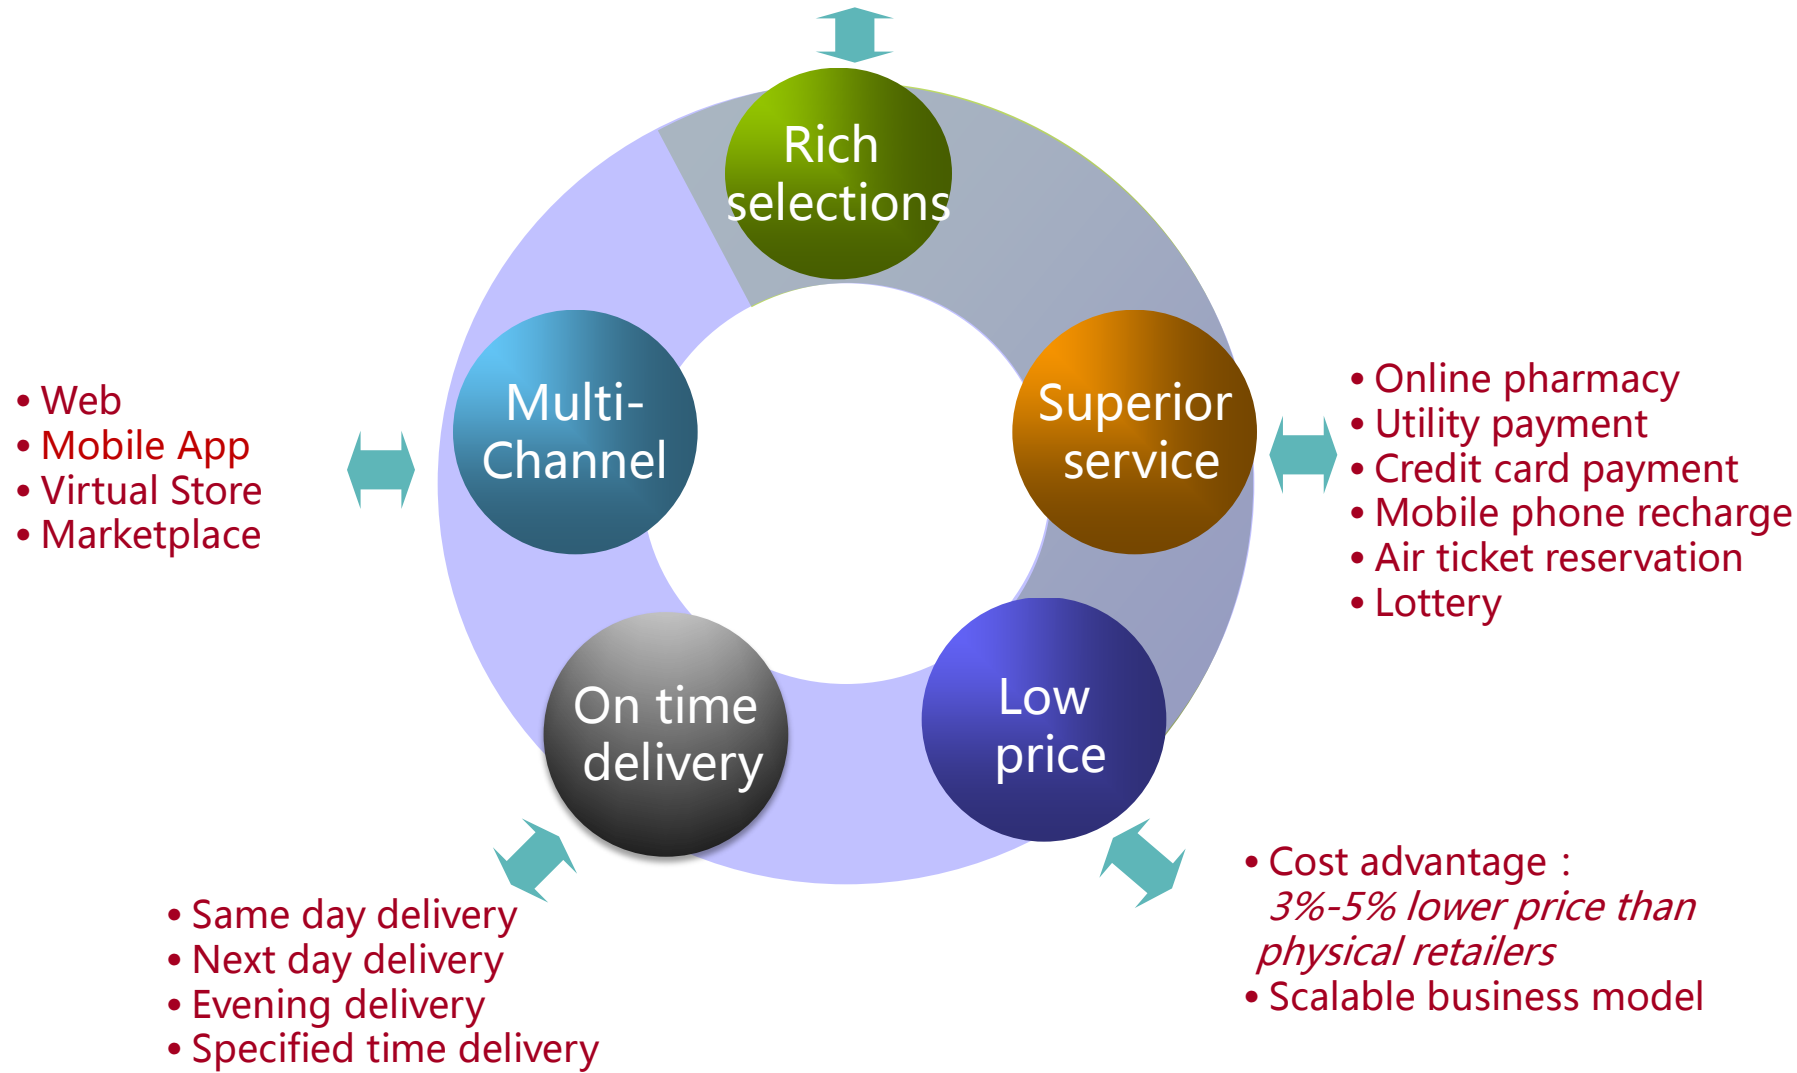 Rich
selections
Multi-
Channel
Superior
service
On time
delivery
Low
price
• Web
• Mobile App
• Virtual Store
• Marketplace
• Online pharmacy
• Utility payment
• Credit card payment
• Mobile phone recharge
• Air ticket reservation
• Lottery
• Same day delivery
• Next day delivery
• Evening delivery
• Specified time delivery
• Cost advantage：
3%-5% lower price than
physical retailers
• Scalable business model